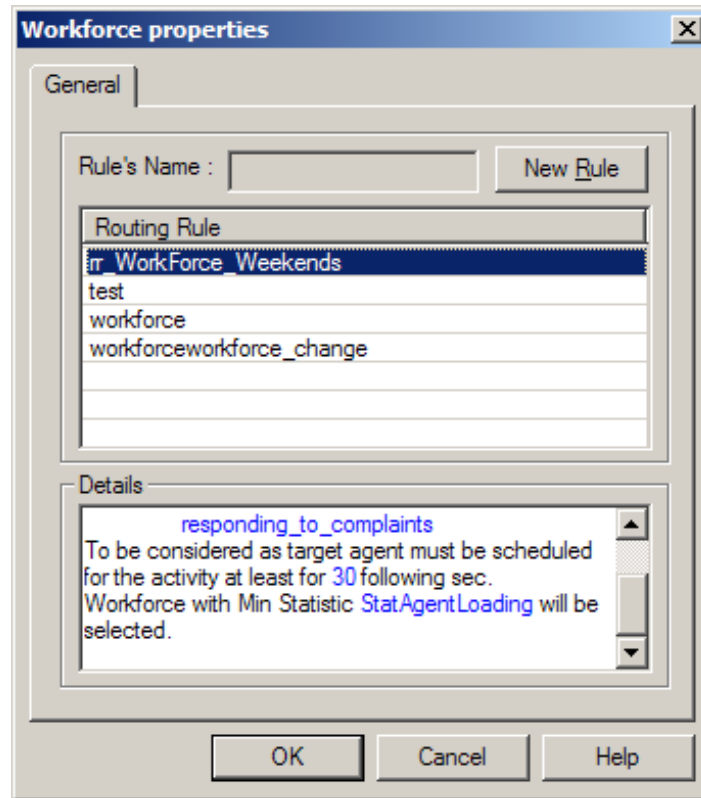 Workforce properties
General
Rule's Name :
New Rule
Routing Rule
rr_WorkForce_Weekends
test
workforce
workforceworkforce_change
Details
responding_to_complaints
To be considered as target agent must be scheduled
for the activity at least for 30 following sec.
Workforce with Min Statistic StatAgentLoading will be
selected.
OK
Cancel
Help